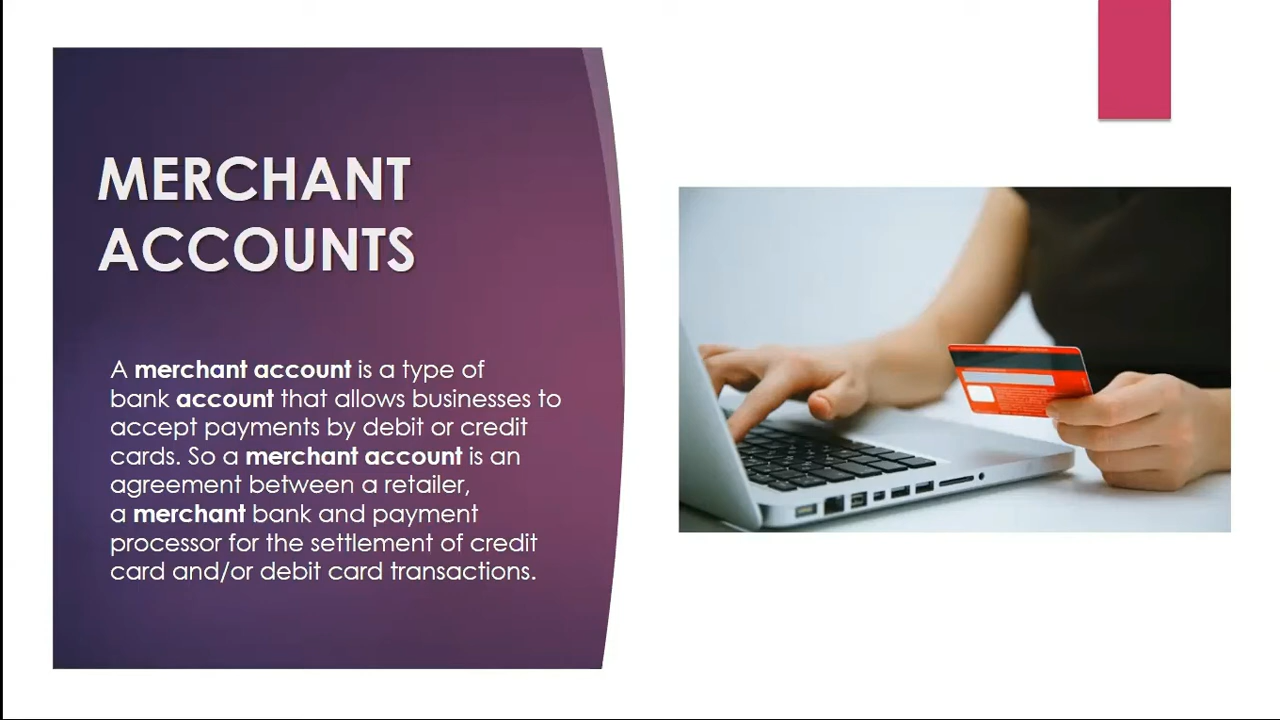 MERCHANT
ACCOUNTS
A merchant account is a type of
bank account that allows businesses to
accept payments by debit or credit
cards. So a merchant account is an
agreement between a retailer,
a merchant bank and payment
processor for the settlement of credit
card and/or debit card transactions.